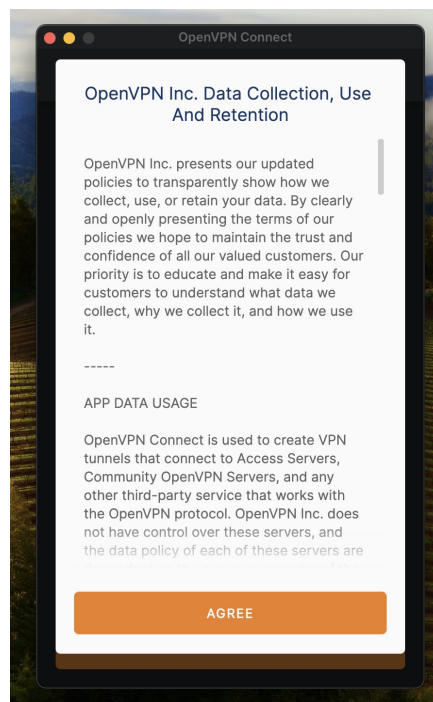 OpenVPN Connect
OpenVPN Inc. Data Collection, Use
And Retention
OpenVPN Inc. presents our updated
policies to transparently show how we
collect, use, or retain your data. By clearly
and openly presenting the terms of our
policies we hope to maintain the trust and
confidence of all our valued customers. Our
priority is to educate and make it easy for
customers to understand what data we
collect, why we collect it, and how we use
it.
-----
APP DATA USAGE
OpenVPN Connect is used to create VPN
tunnels that connect to Access Servers,
Community OpenVPN Servers, and any
other third-party service that works with
the OpenVPN protocol. OpenVPN Inc. does
not have control over these servers, and
the data policy of each of these servers are
AGREE